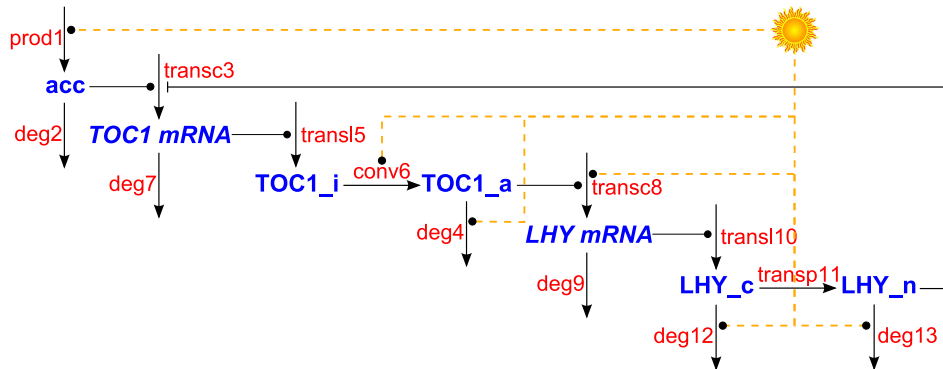 prod1
acc
transc3
deg2
TOC1 mRNA
transl5
deg7
TOC1_i
conv6
TOC1_a
transc8
deg4
LHY mRNA
transl10
deg9
LHY_c
transp11
LHY_n
deg12
deg13